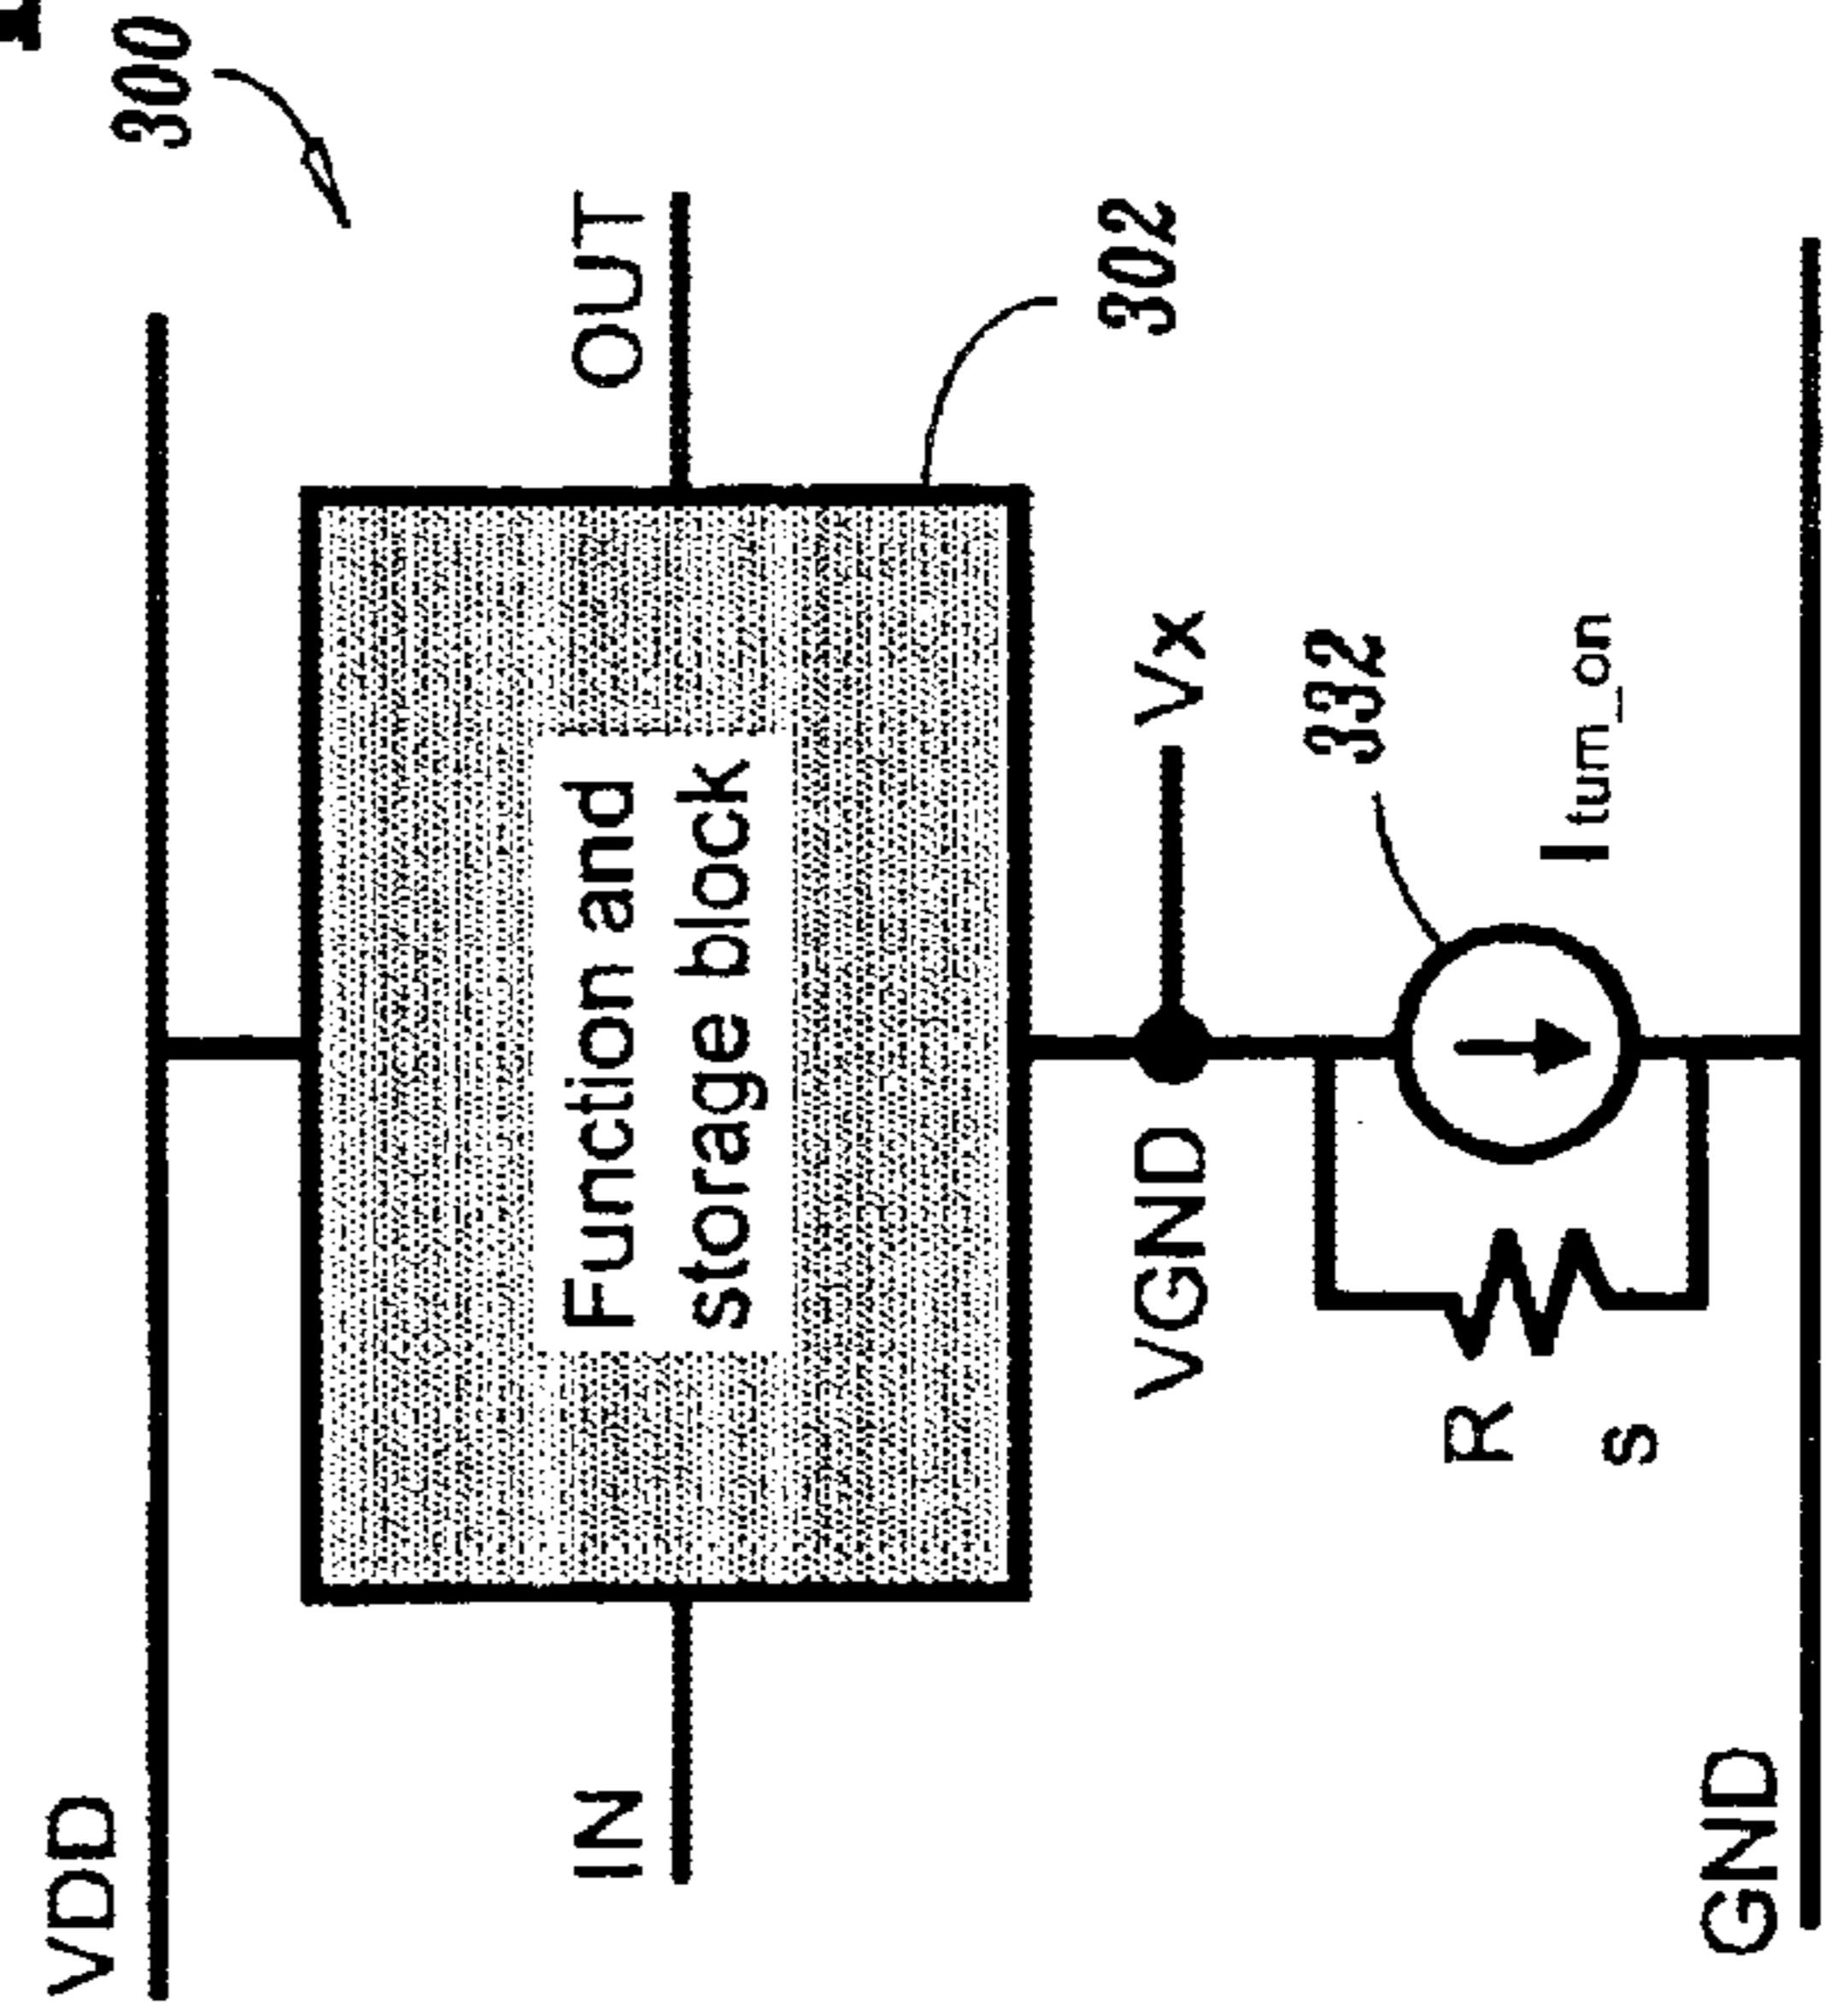 300
VDD
IN
OUT
Function and
storage block
302
VGND
Vx
332
R
s
Iturn_on
GND